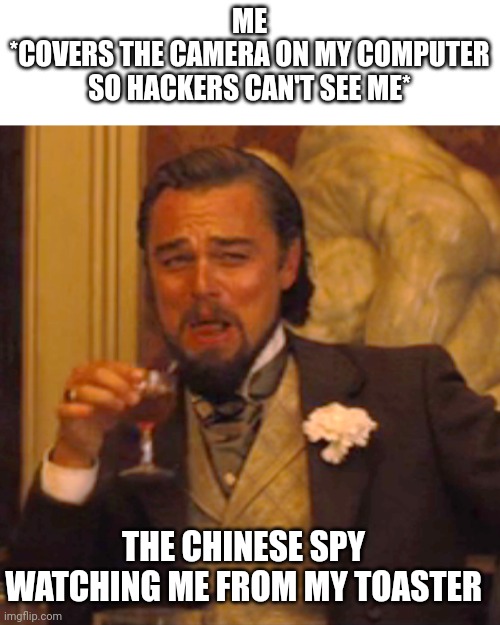 ME
*COVERS THE CAMERA ON MY COMPUTER
SO HACKERS CAN'T SEE ME*
THE CHINESE SPY
WATCHING ME FROM MY TOASTER
imgflip.com